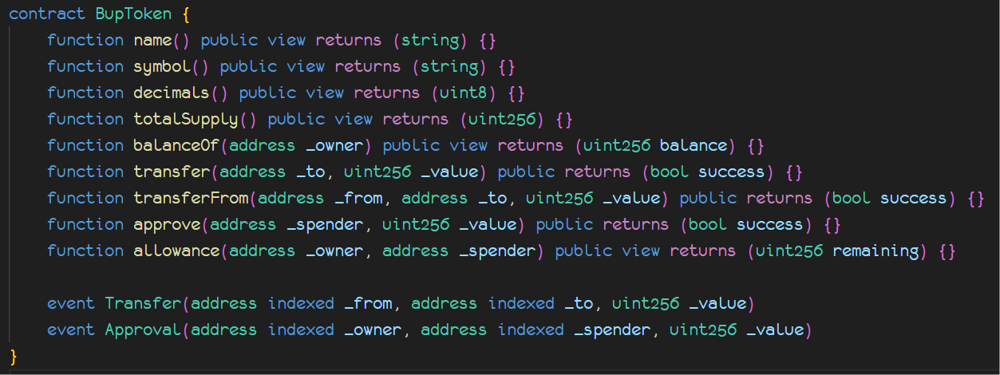 contract BupToken {
function name() public view returns (string) {}
function symbol() public view returns (string) {}
function decimals() public view returns (uint8) {}
function totalSupply() public view returns (uint256) {}
function balanceOf(address _owner) public view returns (uint256 balance) {}
function transfer(address _to, uint256 _value) public returns (bool success) {}
function transferFrom(address _from, address _to, uint256 _value) public returns (bool success) {}
function approve(address _spender, uint256 _value) public returns (bool success) {}
function allowance(address _owner, address _spender) public view returns (uint256 remaining) {}
event Transfer(address indexed _from, address indexed _to, uint256 _value)
event Approval(address indexed _owner, address indexed _spender, uint256 _value)
}